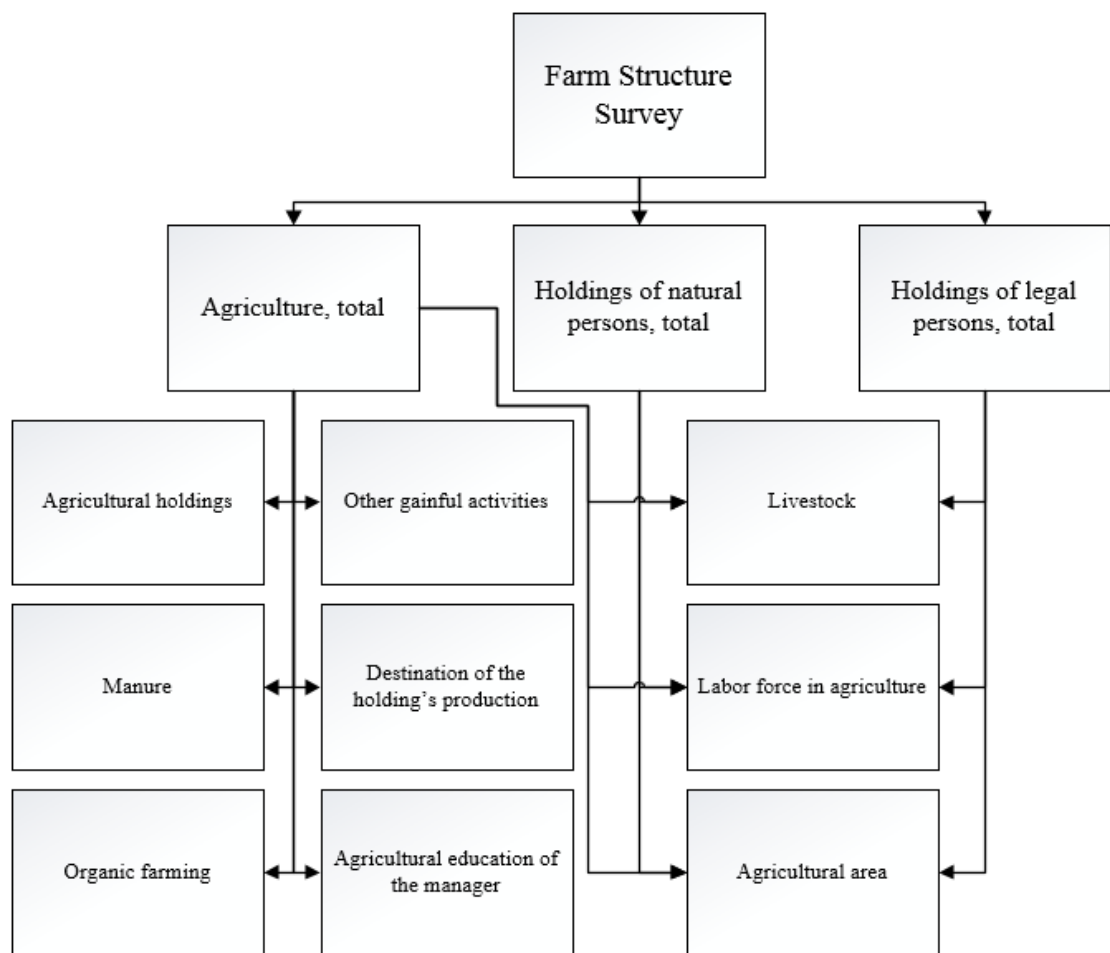 Farm Structure
Survey
Agriculture, total
Holdings of natural
persons, total
Holdings of legal
persons, total
Agricultural holdings
Other gainful activities
Livestock
Manure
Destination of the
holding’s production
Labor force in agriculture
Organic farming
Agricultural education of
the manager
Agricultural area